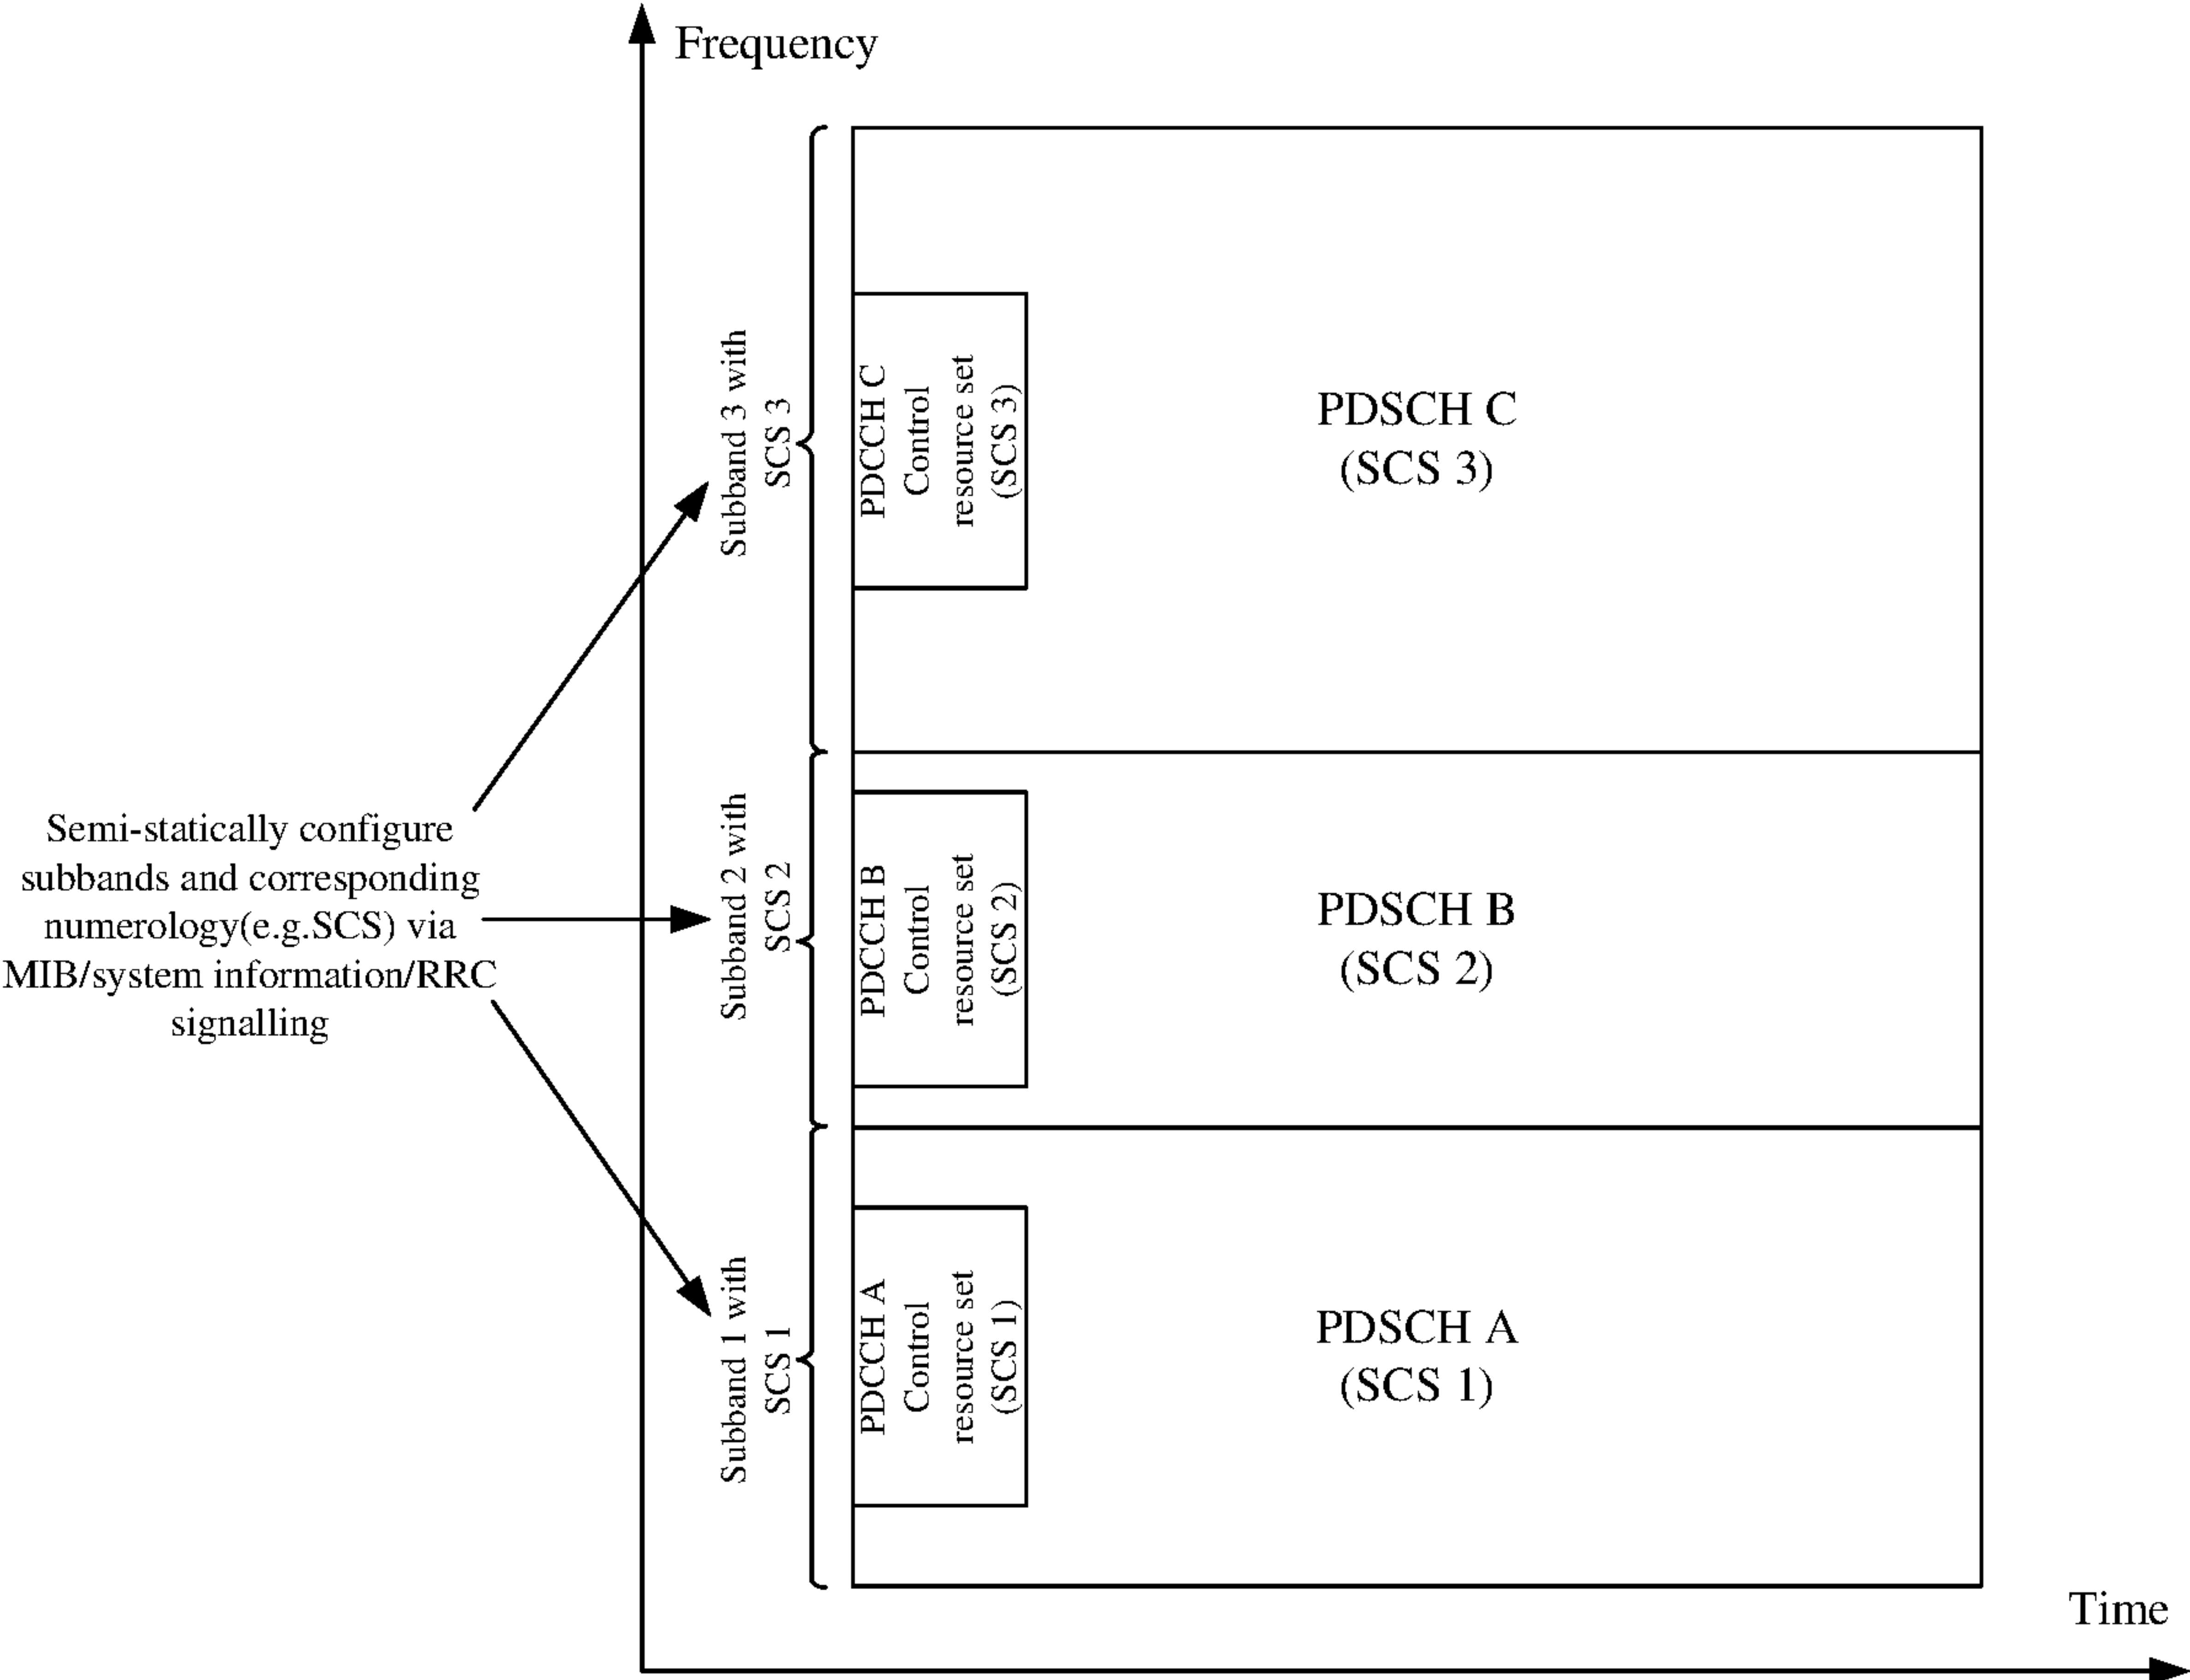 Frequency
Subband 3 with
SCS 3
PDCCH C
Control
resource set
(SCS 3)
PDSCH C
(SCS 3)
Semi-statically configure
subbands and corresponding
numerology(e.g.SCS) via
MIB/system information/RRC
signalling
Subband 2 with
SCS 2
PDCCH B
Control
resource set
(SCS 2)
PDSCH B
(SCS 2)
Subband 1 with
SCS 1
PDCCH A
Control
resource set
(SCS 1)
PDSCH A
(SCS 1)
Time